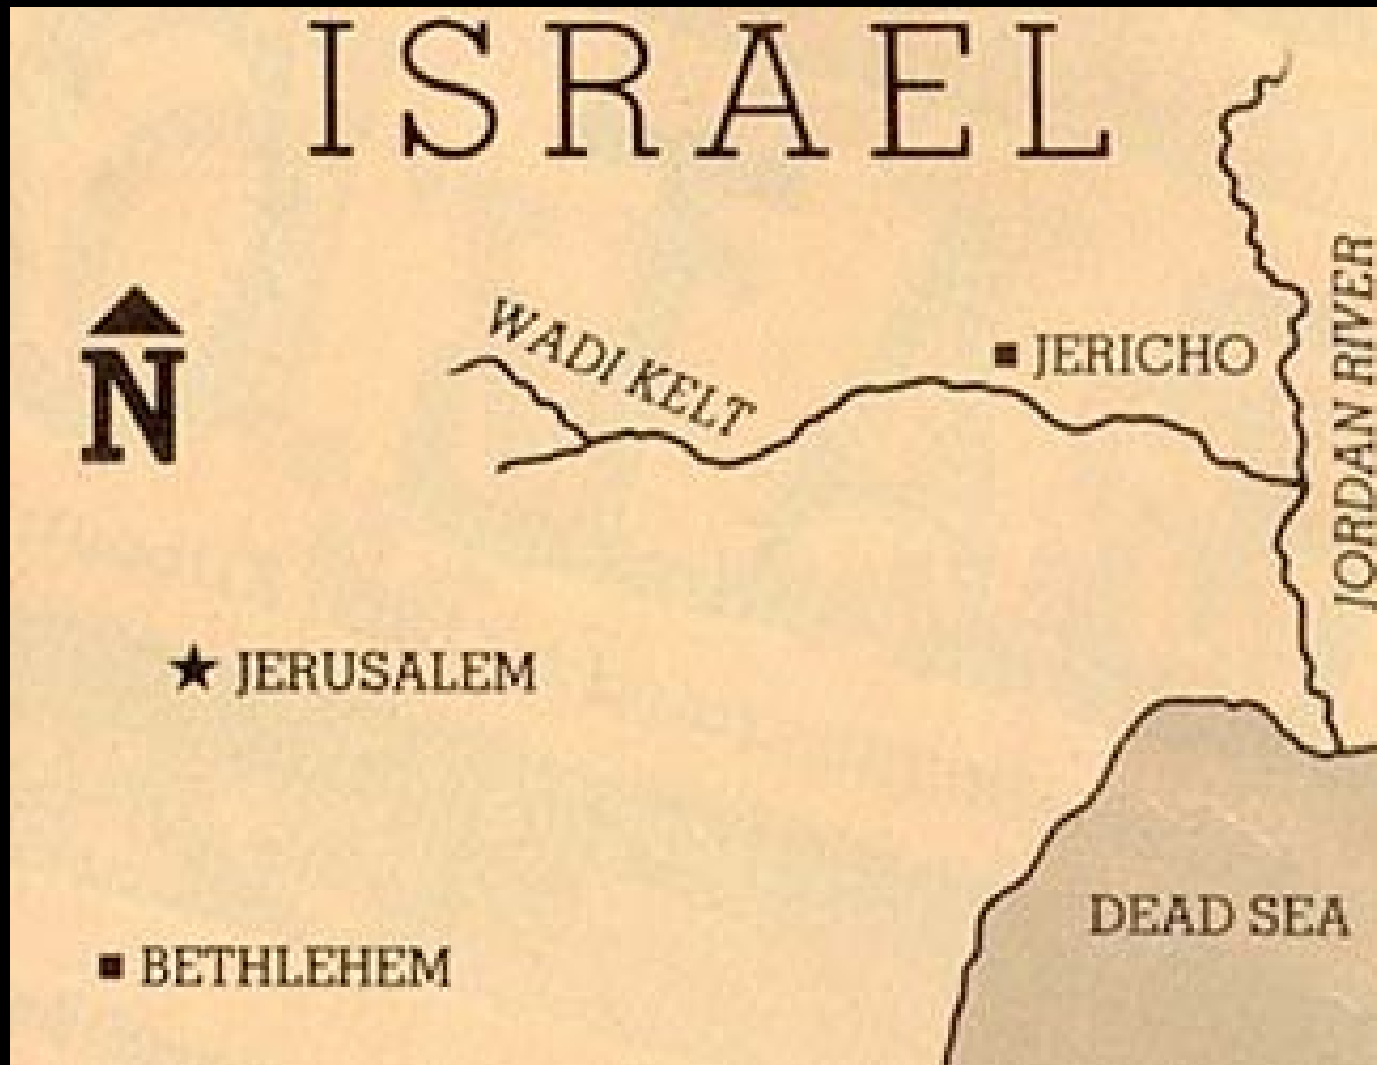 ISRAEL
N
WADI KELT
JERICHO
JORDAN RIVER
JERUSALEM
DEAD SEA
BETHLEHEM